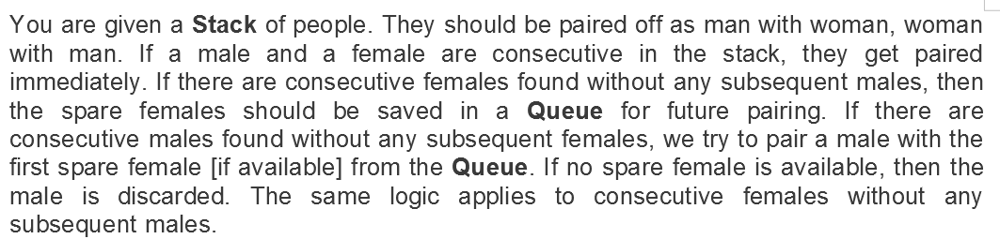 You are given a Stack of people. They should be paired off as man with woman, woman
with man. If a male and a female are consecutive in the stack, they get paired
immediately. If there are consecutive females found without any subsequent males, then
the spare females should be saved in a Queue for future pairing. If there are
consecutive males found without any subsequent females, we try to pair a male with the
first spare female [if available] from the Queue. If no spare female is available, then the
male is discarded. The same logic applies to consecutive females without any
subsequent males.